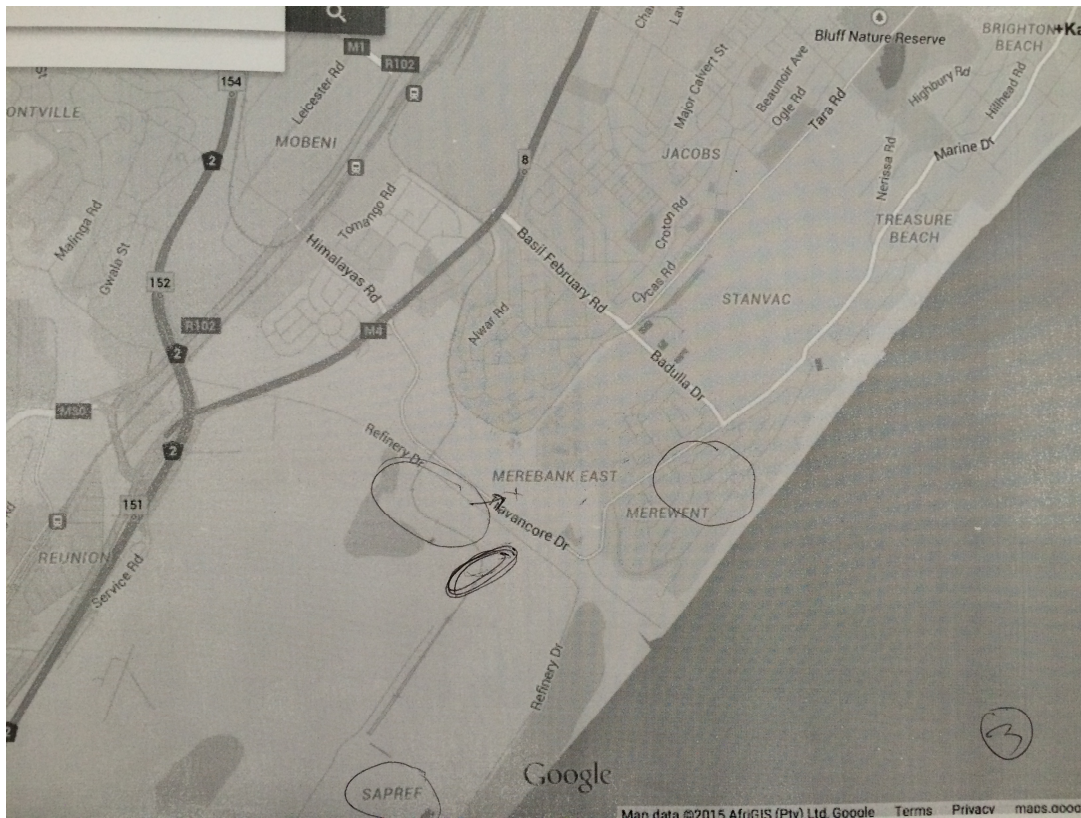 M1
R102
154
Leicester Rd
MOBENI
2
8
Major Calvert St
Beaunoir Ave
Ogle Rd
Tara Rd
Bluff Nature Reserve
BRIGHTON
BEACH
Highbury Rd
Hillhead Rd
JACOBS
Nerissa Rd
Marine Dr
TREASURE
BEACH
Malinga Rd
Gwala St
Tomango Rd
Himalayas Rd
152
R102
2
M4
Alwar Rd
Basil February Rd
Croton Rd
Cycas Rd
STANVAC
Badulla Dr
M30
2
151
REUNION
Service Rd
Refinery Dr
MEREBANK EAST
Travancore Dr
MEREWENT
Refinery Dr
2
SAPREF
Google
3
Map data ©2015 AfriGIS (Pty) Ltd, Google Terms Privacy